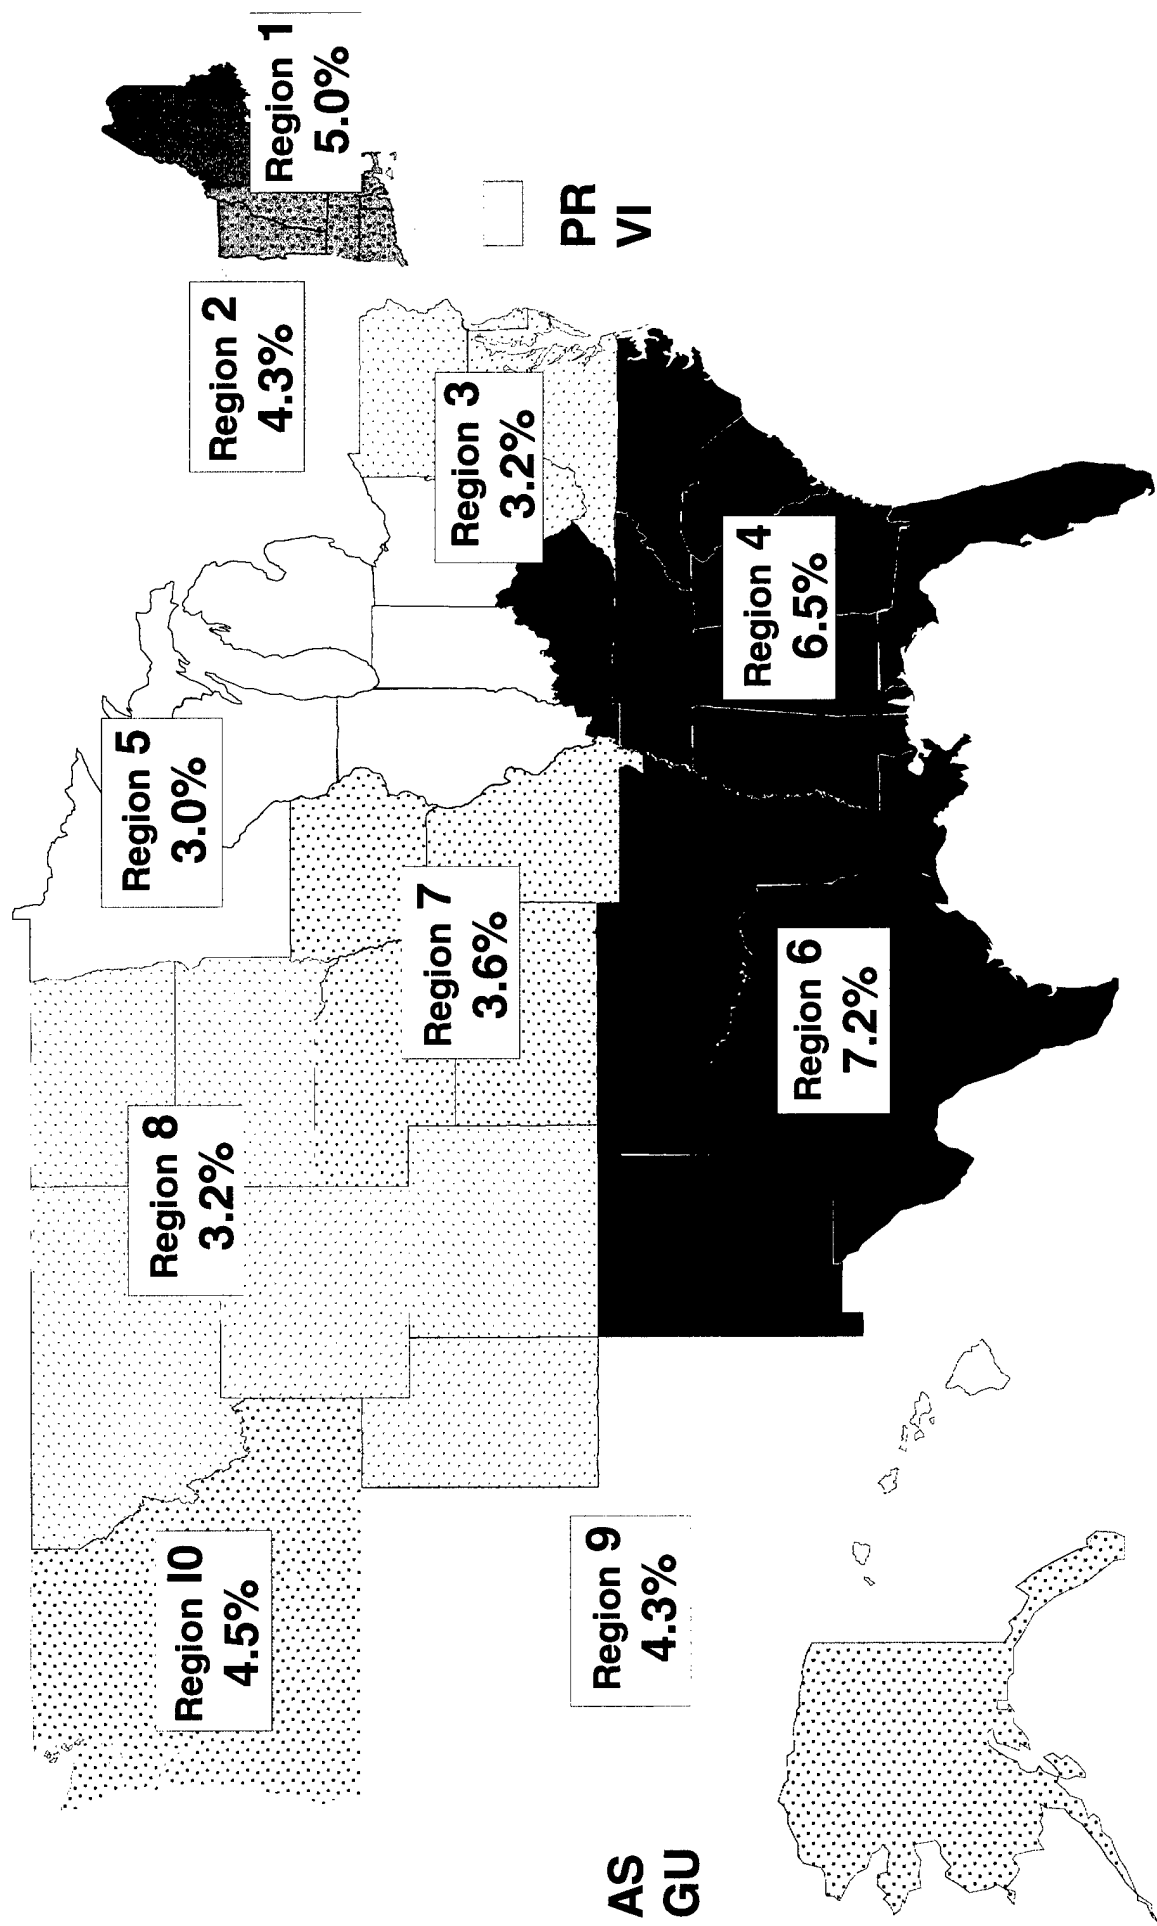 Region 1
5.0%
Region 2
4.3%
PR
VI
Region 3
3.2%
Region 5
3.0%
Region 4
6.5%
Region 7
3.6%
Region 8
3.2%
Region 6
7.2%
Region 10
4.5%
Region 9
4.3%
AS
GU